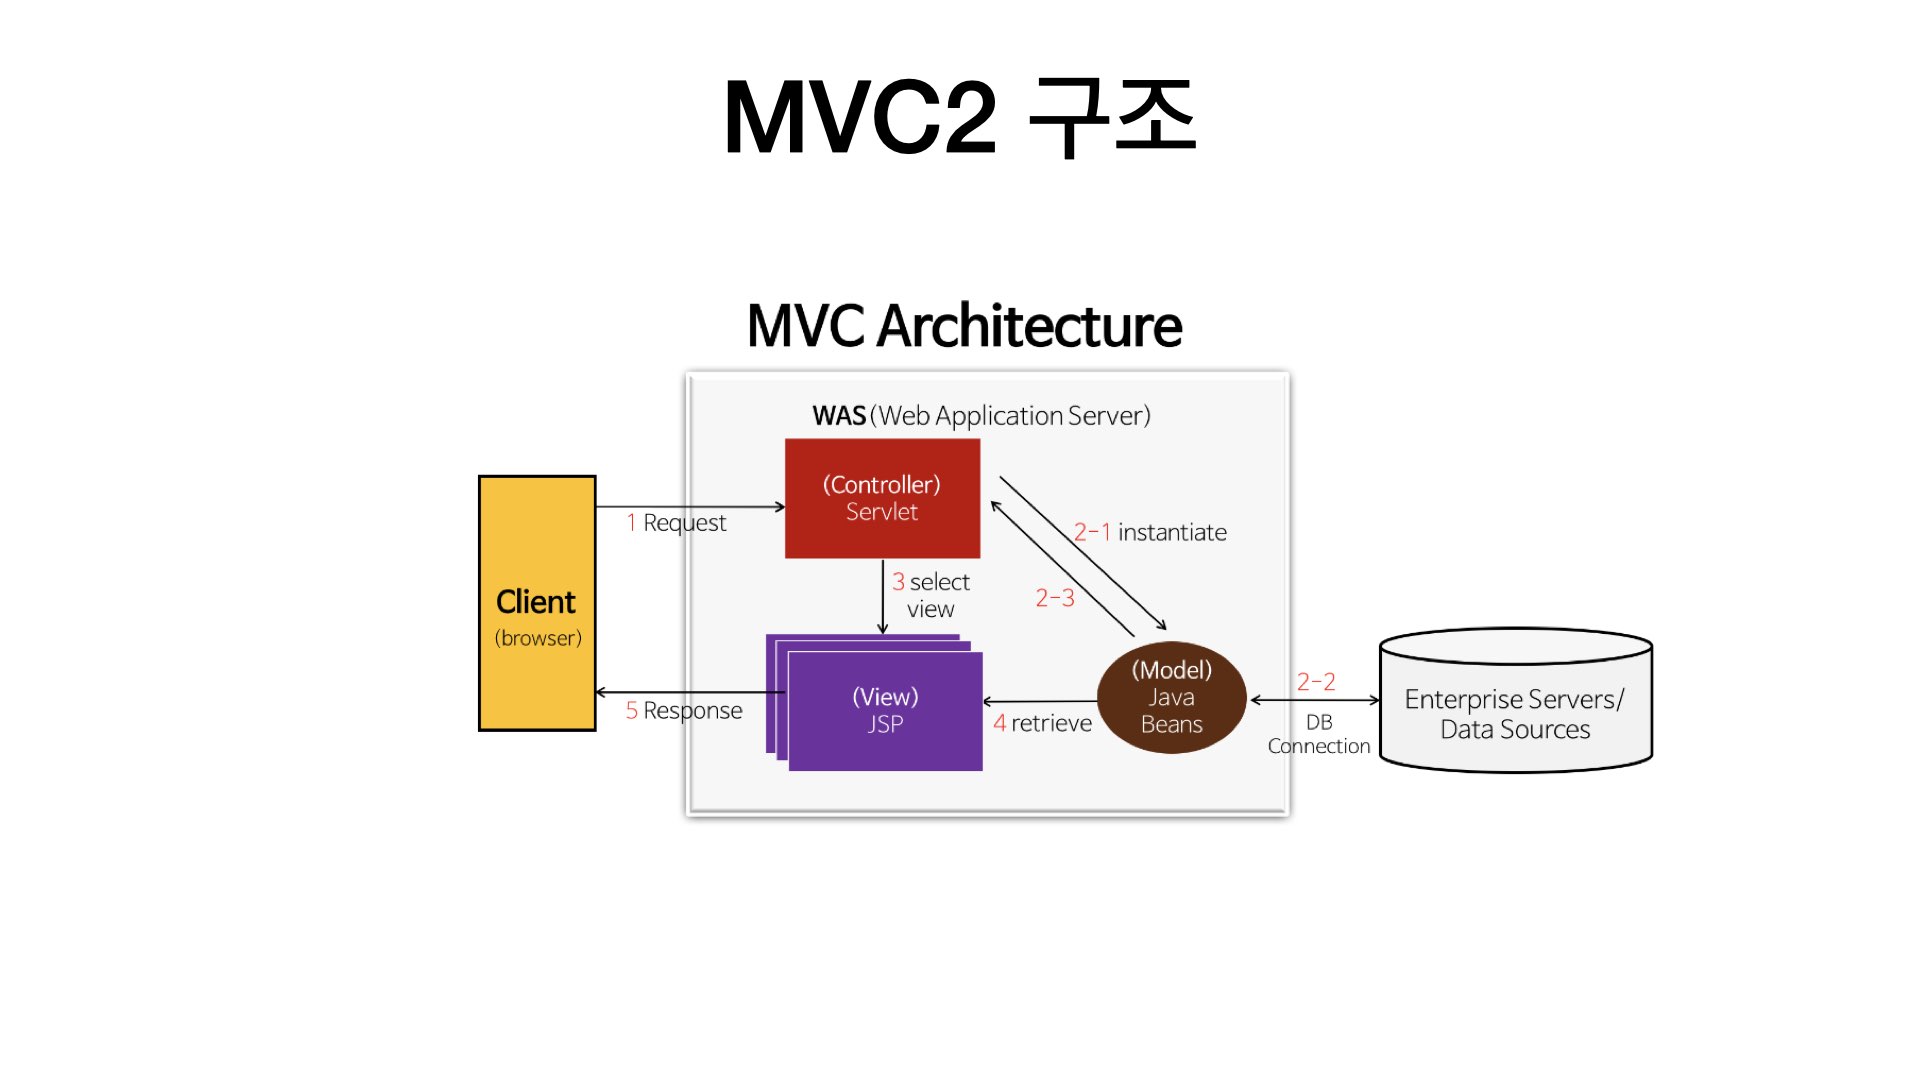 MVC2 구조
MVC Architecture
WAS(Web Application Server)
(Controller)
Servlet
1 Request
2-1 instantiate
3 select
view
2-3
Client
(browser)
(View)
JSP
5 Response
4 retrieve
(Model)
Java
Beans
2-2
DB
Connection
Enterprise Servers/
Data Sources